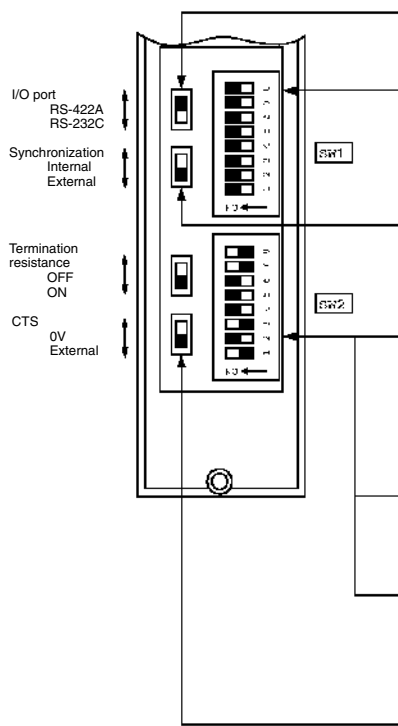 I/O port
RS-422A
RS-232C
Synchronization
Internal
External
SW1
Termination
resistance
OFF
ON
SW2
CTS
0V
External